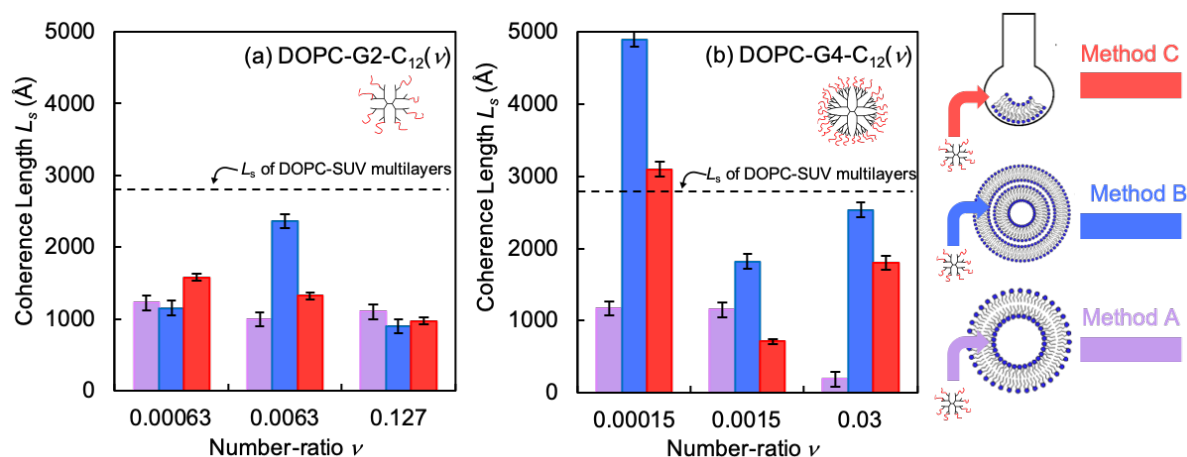 (a) DOPC-G2-C₁₂(ν)
Coherence Length Lₛ (Å)
5000
4000
3000
2000
1000
0
Lₛ of DOPC-SUV multilayers
0.00063 0.0063 0.127
Number-ratio ν
(b) DOPC-G4-C₁₂(ν)
Coherence Length Lₛ (Å)
5000
4000
3000
2000
1000
0
Lₛ of DOPC-SUV multilayers
0.00015 0.0015 0.03
Number-ratio ν
Method C
Method B
Method A